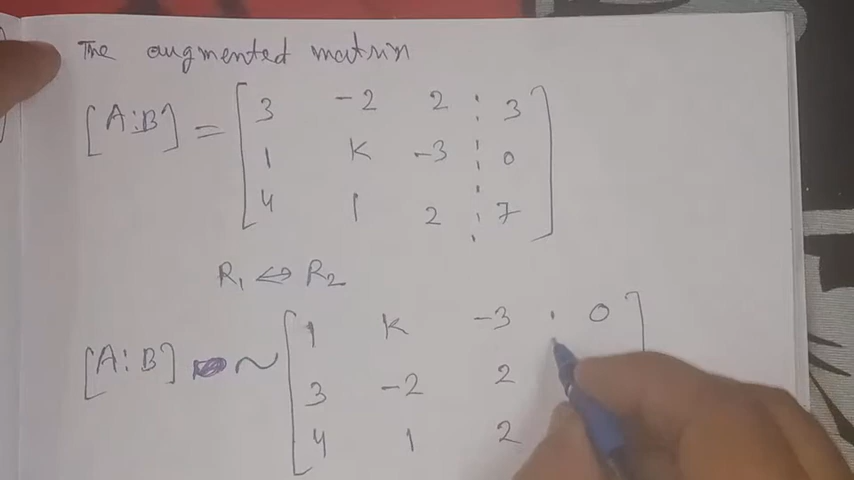 The augmented matrix
[A:B] = [ 3 -2 2 : 3 ]
1 K -3 : 0
4 1 2 : 7
R1 ↔ R2
[A:B] ~ [ 1 K -3 : 0 ]
3 -2 2
4 1 2